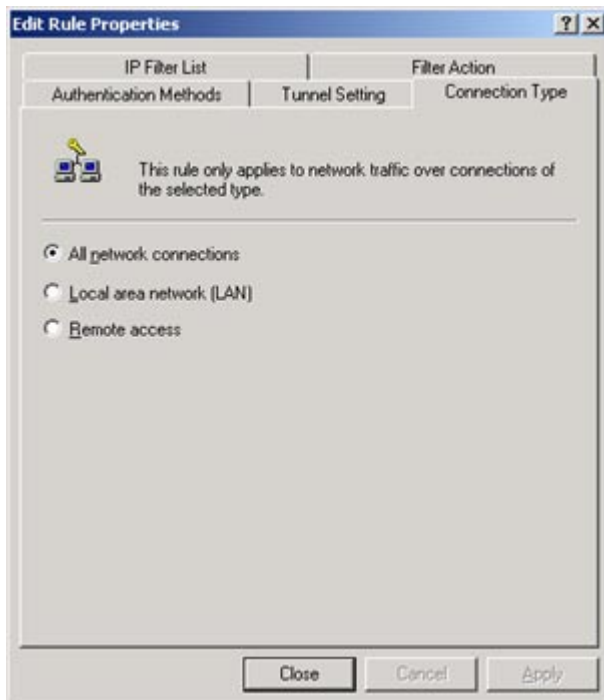 Edit Rule Properties
IP Filter List
Filter Action
Authentication Methods
Tunnel Setting
Connection Type
This rule only applies to network traffic over connections of
the selected type.
All network connections
Local area network (LAN)
Remote access
Close
Cancel
Apply